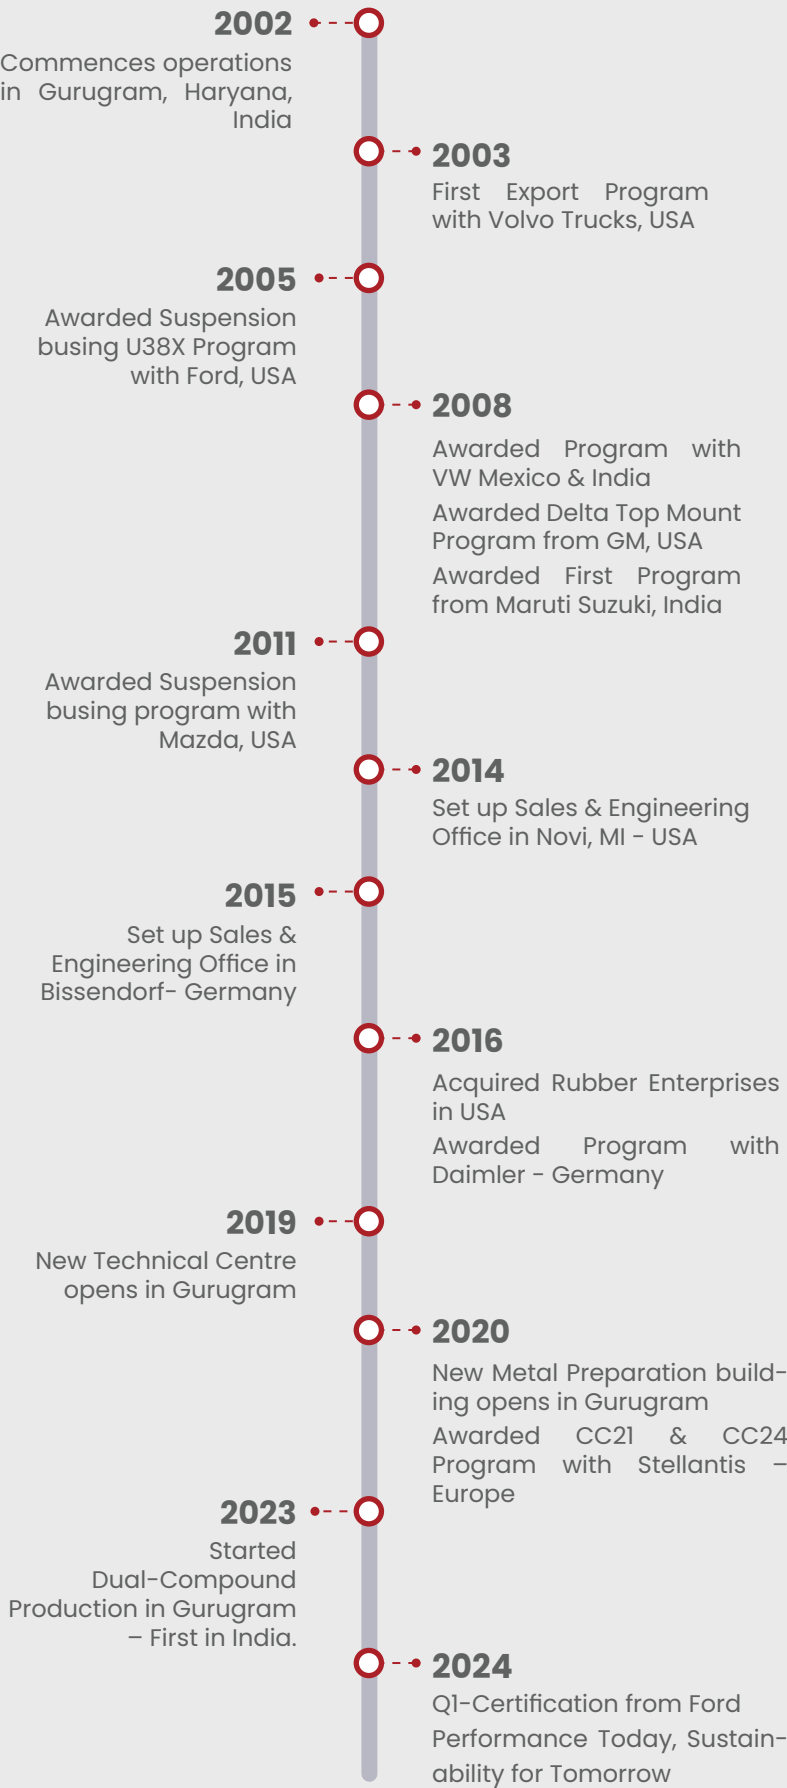 2002
Commences operations
in Gurugram, Haryana,
India
2003
First Export Program
with Volvo Trucks, USA
2005
Awarded Suspension
busing U38X Program
with Ford, USA
2008
Awarded Program with
VW Mexico & India
Awarded Delta Top Mount
Program from GM, USA
Awarded First Program
from Maruti Suzuki, India
2011
Awarded Suspension
busing program with
Mazda, USA
2014
Set up Sales & Engineering
Office in Novi, MI - USA
2015
Set up Sales &
Engineering Office in
Bissendorf- Germany
2016
Acquired Rubber Enterprises
in USA
Awarded Program with
Daimler - Germany
2019
New Technical Centre
opens in Gurugram
2020
New Metal Preparation build-
ing opens in Gurugram
Awarded CC21 & CC24
Program with Stellantis –
Europe
2023
Started
Dual-Compound
Production in Gurugram
– First in India.
2024
Q1-Certification from Ford
Performance Today, Sustain-
ability for Tomorrow